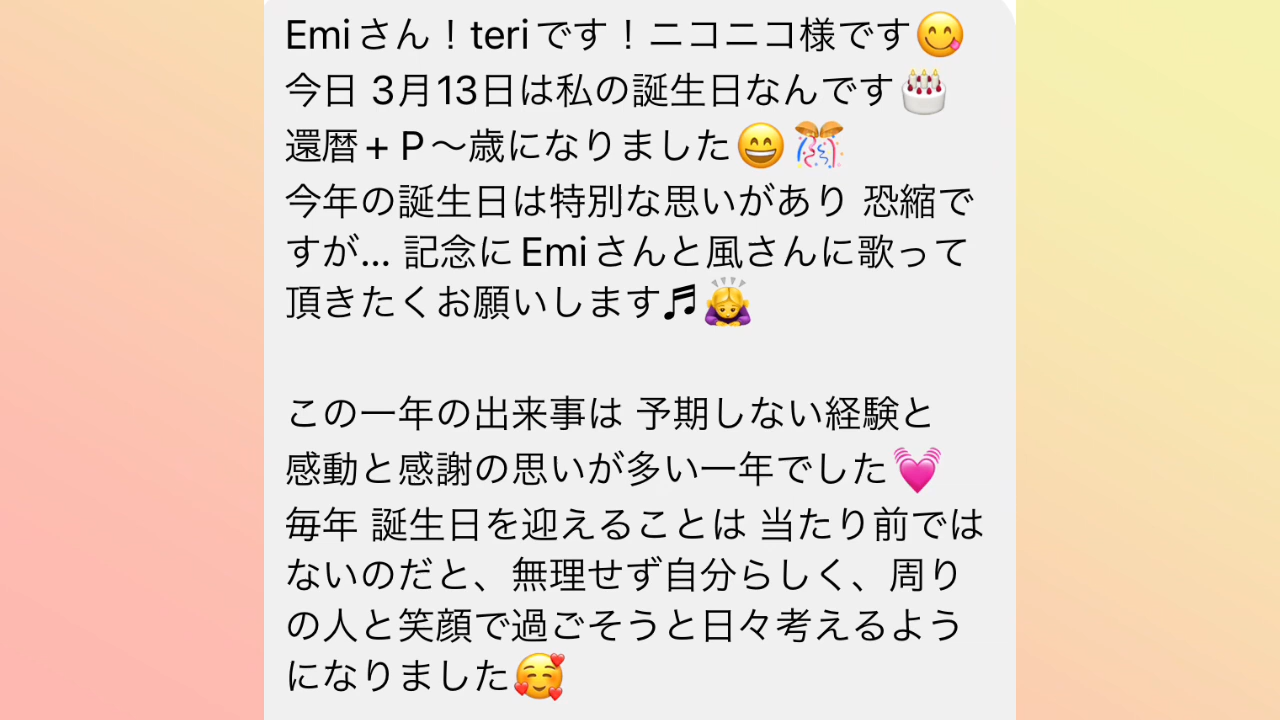 Emiさん！teriです！ニコニコ様です😋
今日 3月13日は私の誕生日なんです🎂
還暦+ P〜歳になりました😄🎊
今年の誕生日は特別な思いがあり 恐縮で
すが… 記念にEmiさんと風さんに歌って
頂きたくお願いします♬🙇‍♀️
この一年の出来事は 予期しない経験と
感動と感謝の思いが多い一年でした💓
毎年 誕生日を迎えることは 当たり前では
ないのだと、無理せず自分らしく、周り
の人と笑顔で過ごそうと日々考えるよう
になりました🥰